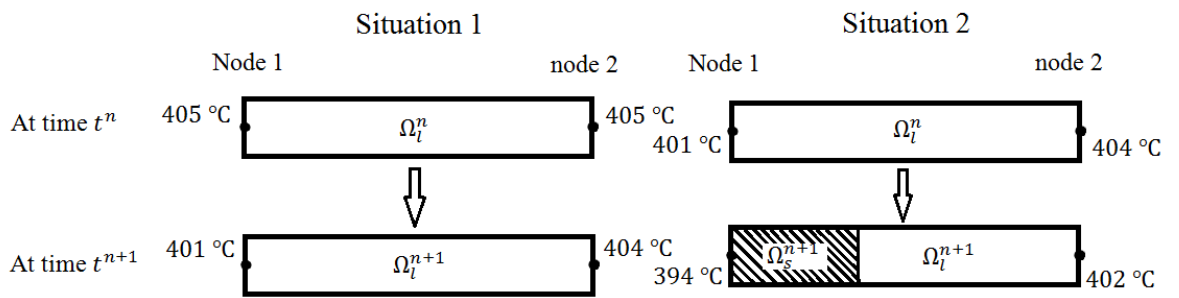 Situation 1
Situation 2
Node 1
node 2
Node 1
node 2
At time tⁿ
405 °C
Ωₗⁿ
405 °C
401 °C
Ωₗⁿ
404 °C
At time tⁿ⁺¹
401 °C
Ωₗⁿ⁺¹
404 °C
394 °C
Ωₛⁿ⁺¹
Ωₗⁿ⁺¹
402 °C